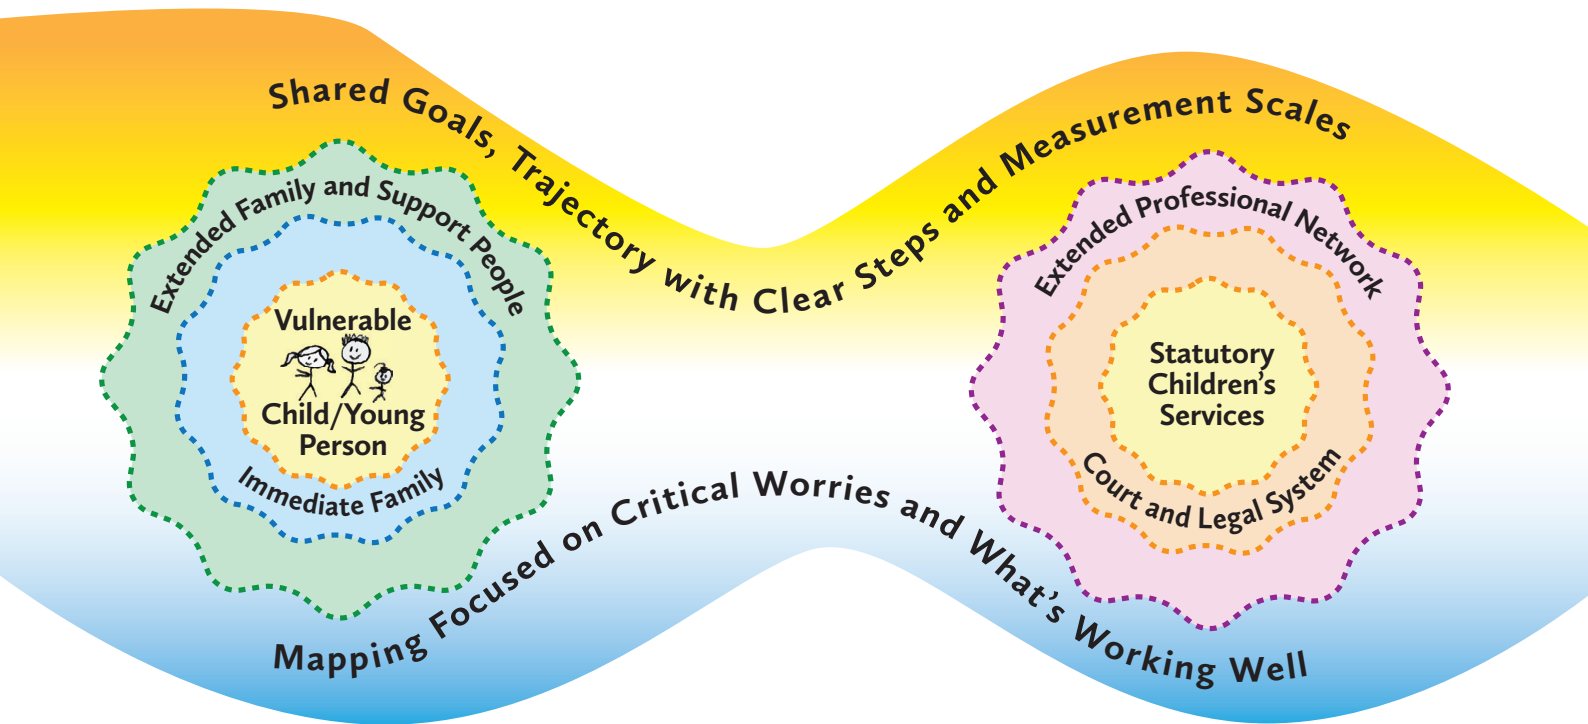 Shared Goals, Trajectory with Clear Steps and Measurement Scales
Extended Family and Support People
Vulnerable
Child/Young
Person
Immediate Family
Extended Professional Network
Statutory
Children's
Services
Court and Legal System
Mapping Focused on Critical Worries and What's Working Well